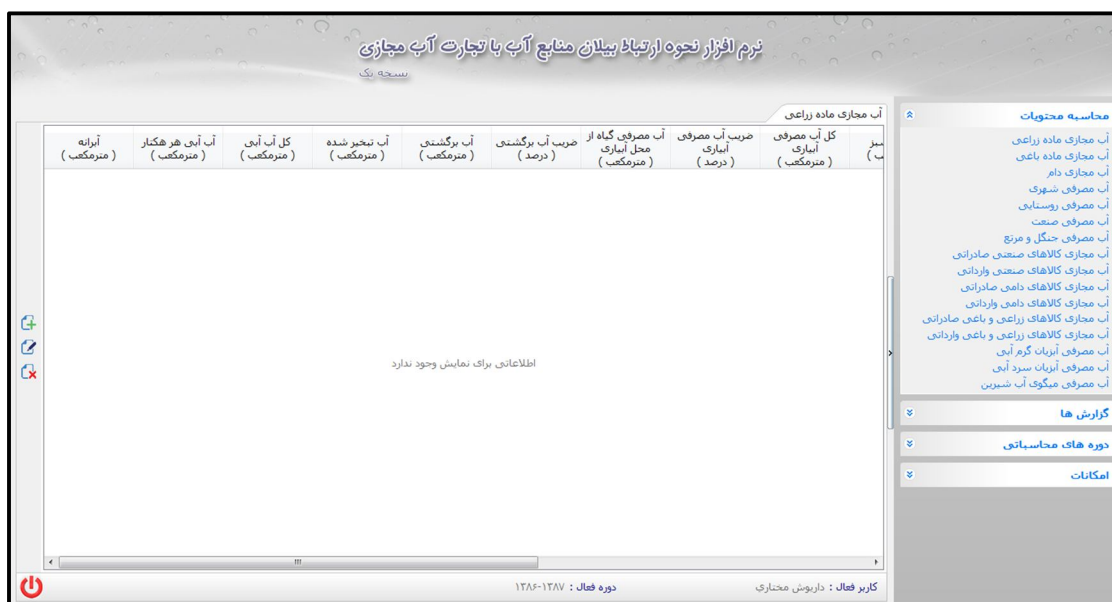 نرم افزار نحوه ارتباط بیلان منابع آب با تجارت آب مجازی
نسخه یک
محاسبه محتویات
آب مجازی ماده زراعی
آب مجازی ماده باغی
آب مجازی دام
آب مصرفی شهری
آب مصرفی روستایی
آب مصرفی صنعت
آب مصرفی جنگل و مرتع
آب مجازی کالاهای صنعتی صادراتی
آب مجازی کالاهای صنعتی وارداتی
آب مجازی کالاهای دامی صادراتی
آب مجازی کالاهای دامی وارداتی
آب مجازی کالاهای زراعی و باغی صادراتی
آب مجازی کالاهای زراعی و باغی وارداتی
آب مصرفی آبزیان گرم آبی
آب مصرفی آبزیان سرد آبی
آب مصرفی میگوی آب شیرین
گزارش ها
دوره های محاسباتی
امکانات
آب مجازی ماده زراعی
سبز
کل آب مصرفی
آبیاری
( مترمکعب )
ضریب آب مصرفی
آبیاری
( درصد )
آب مصرفی گیاه از
محل آبیاری
( مترمکعب )
ضریب آب برگشتی
( درصد )
آب برگشتی
( مترمکعب )
آب تبخیر شده
( مترمکعب )
کل آب آبی
( مترمکعب )
آب آبی هر هکتار
( مترمکعب )
آبرانه
( مترمکعب )
اطلاعاتی برای نمایش وجود ندارد
کاربر فعال : داریوش مختاري
دوره فعال : ۱۳۸۶-۱۳۸۷